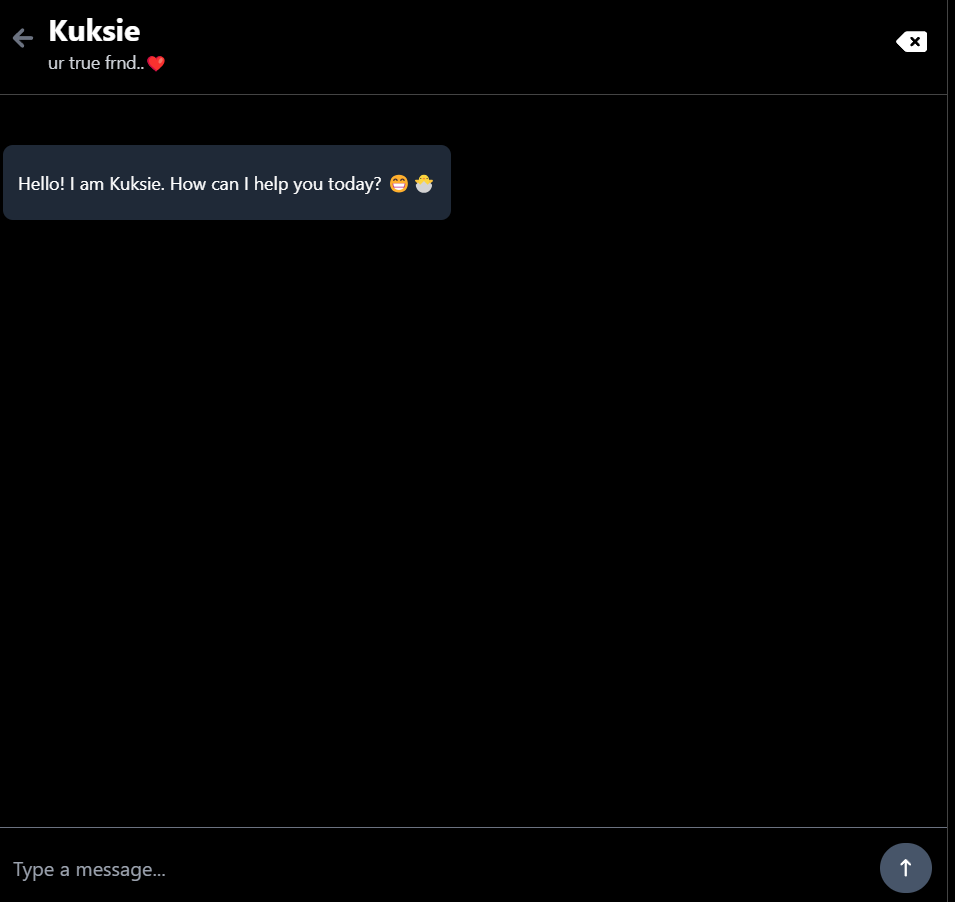 Kuksie
ur true frnd..❤️
Hello! I am Kuksie. How can I help you today? 😁 🐣
Type a message...